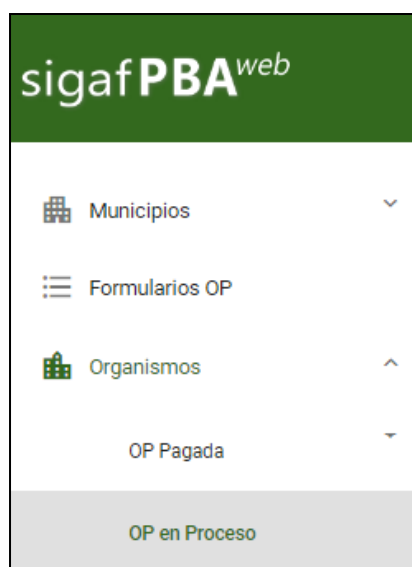 sigafPBAweb
Municipios
Formularios OP
Organismos
OP Pagada
OP en Proceso